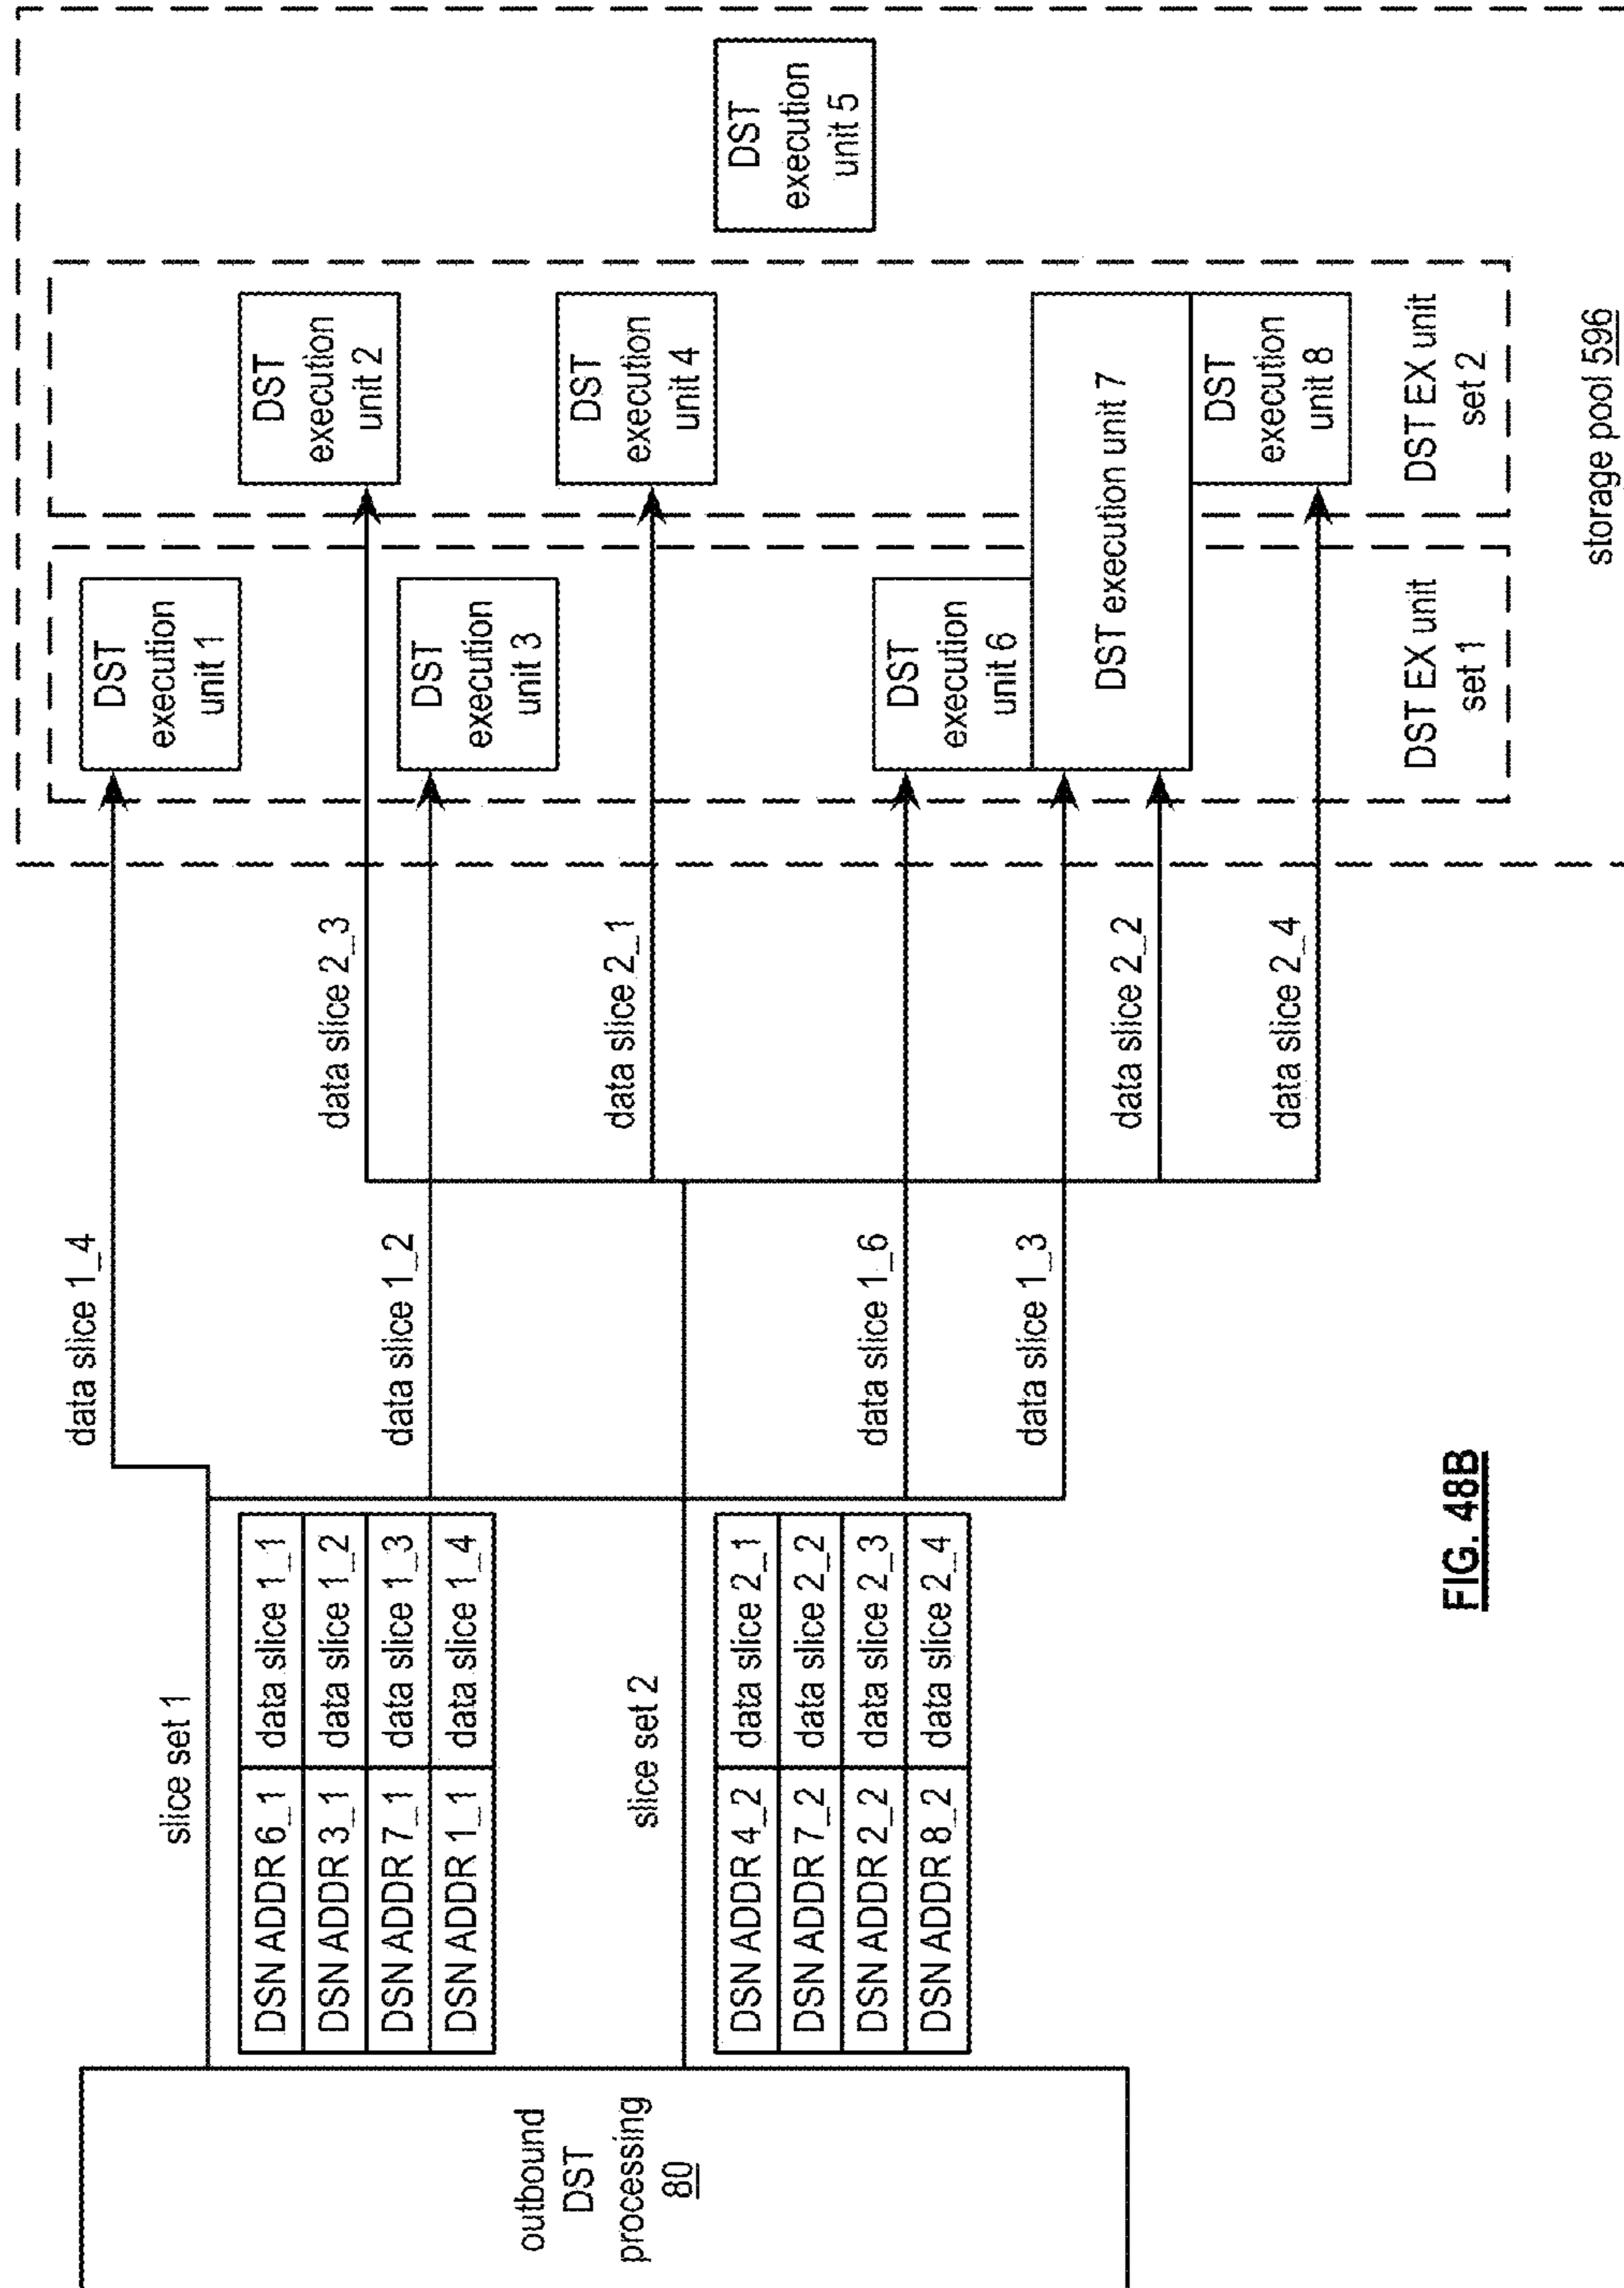 outbound
DST
processing
80
slice set 1
DSN ADDR 6_1 data slice 1_1
DSN ADDR 3_1 data slice 1_2
DSN ADDR 7_1 data slice 1_3
DSN ADDR 1_1 data slice 1_4
slice set 2
DSN ADDR 4_2 data slice 2_1
DSN ADDR 7_2 data slice 2_2
DSN ADDR 2_2 data slice 2_3
DSN ADDR 8_2 data slice 2_4
data slice 1_4
data slice 1_2
data slice 1_6
data slice 1_3
data slice 2_3
data slice 2_1
data slice 2_2
data slice 2_4
DST
execution
unit 1
DST
execution
unit 3
DST
execution
unit 6
DST execution unit 7
DST EX unit
set 1
DST
execution
unit 2
DST
execution
unit 4
DST
execution
unit 8
DST EX unit
set 2
DST
execution
unit 5
storage pool 596
FIG. 48B